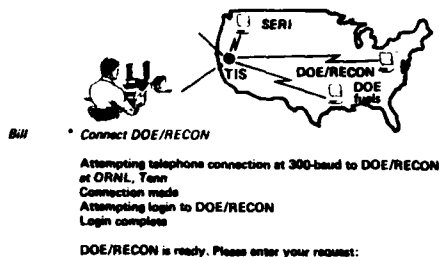 SERI
TIS
DOE/RECON
DOE
fuels
Bill * Connect DOE/RECON
Attempting telephone connection at 300-baud to DOE/RECON
at ORNL, Tenn
Connection made
Attempting login to DOE/RECON
Login complete
DOE/RECON is ready. Please enter your request: